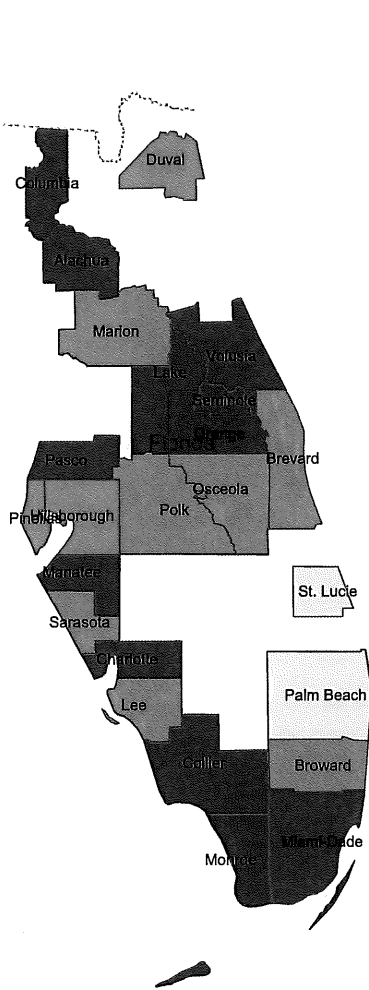 Duval
Columbia
Alachua
Marion
Volusia
Lake
Seminole
Orange
Florida
Brevard
Pasco
Osceola
Polk
Pinellas
Hillsborough
Manatee
St. Lucie
Sarasota
Charlotte
Palm Beach
Lee
Collier
Broward
Miami-Dade
Monroe